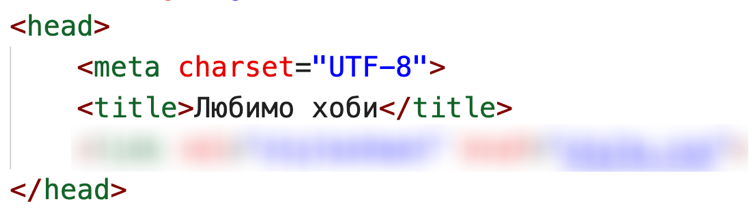 <head>
<meta charset="UTF-8">
<title>Любимо хоби</title>
</head>